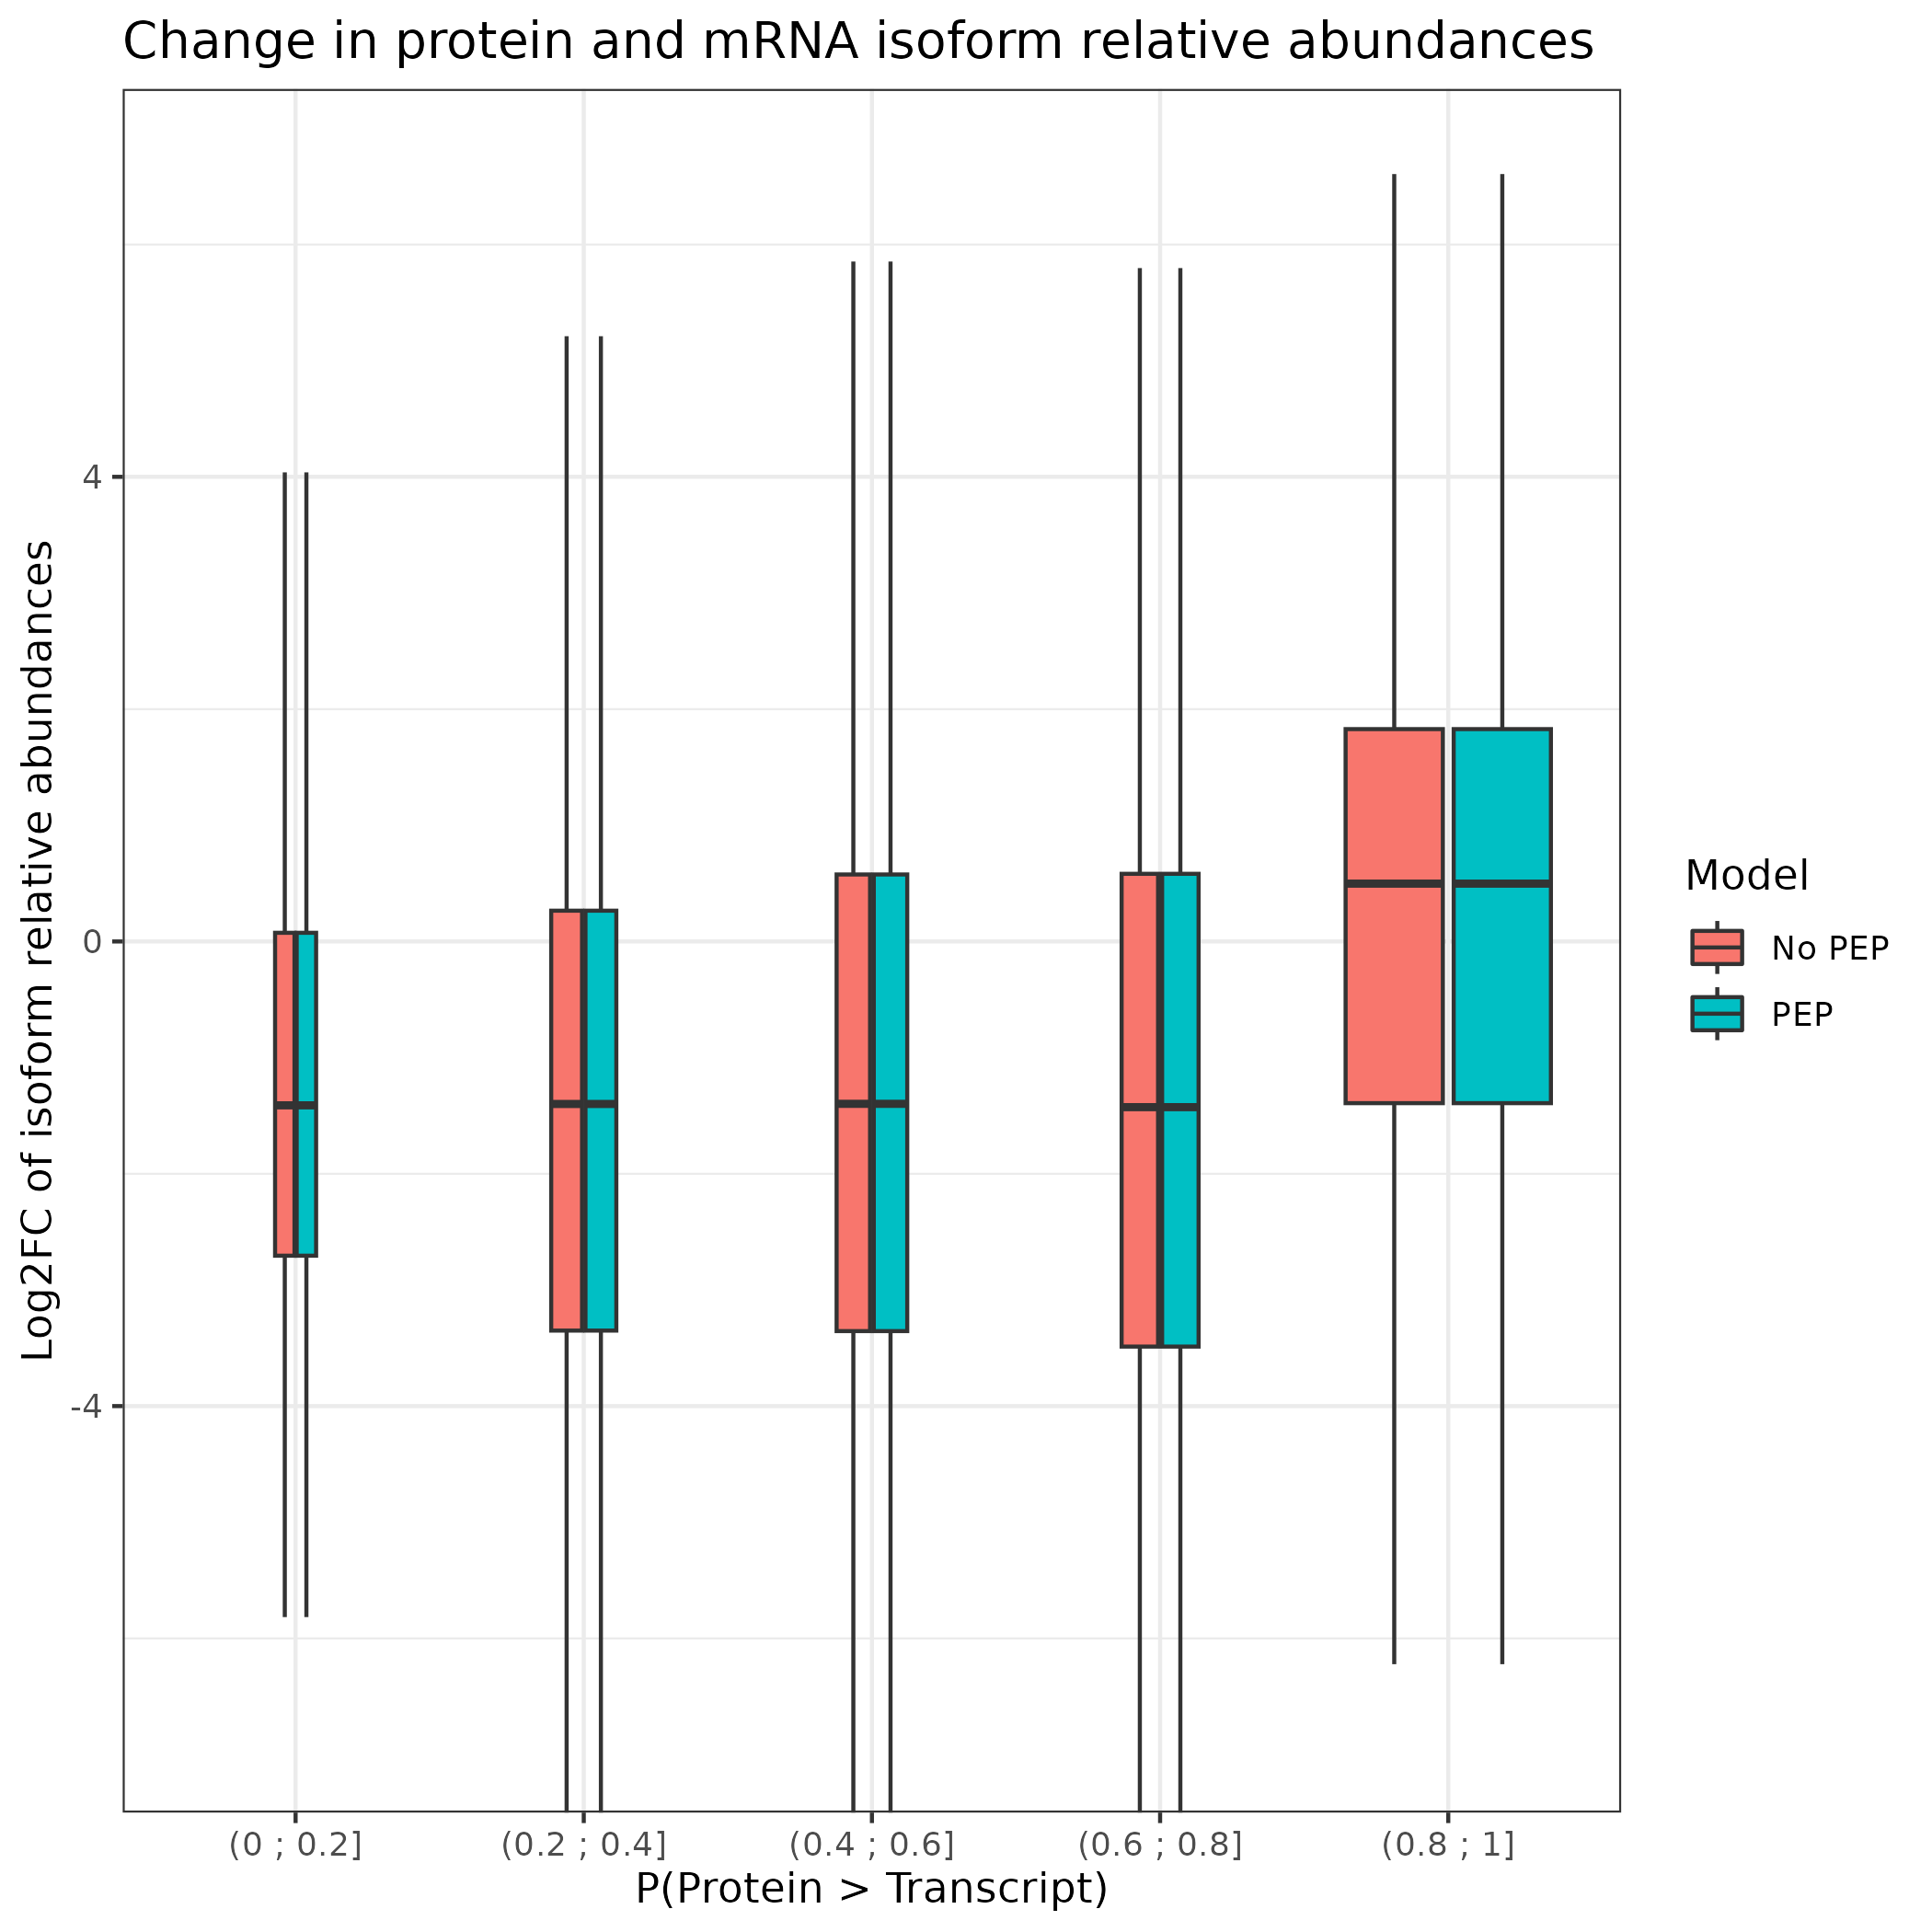 Change in protein and mRNA isoform relative abundances
Log2FC of isoform relative abundances
4
0
-4
(0 ; 0.2]
(0.2 ; 0.4]
(0.4 ; 0.6]
(0.6 ; 0.8]
(0.8 ; 1]
P(Protein > Transcript)
Model
No PEP
PEP